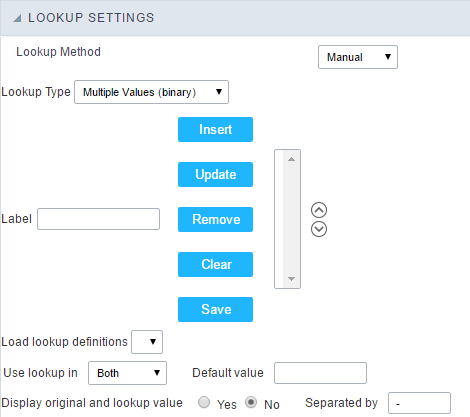 LOOKUP SETTINGS
Lookup Method Manual
Lookup Type Multiple Values (binary)
Insert
Update
Label Remove
Clear
Save
Load lookup definitions
Use lookup in Both Default value
Display original and lookup value Yes No Separated by -